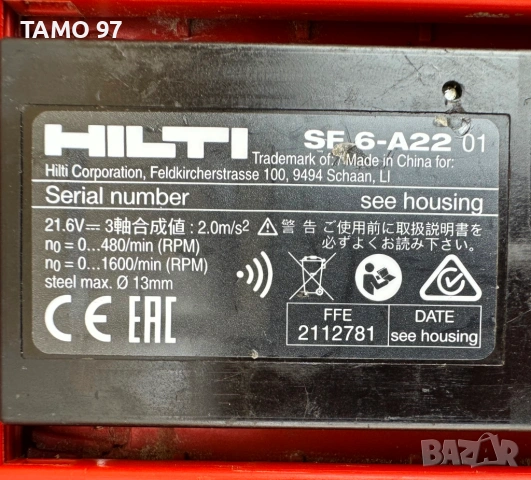 TAMO 97
HILTI
SF 6-A22 01
Trademark of: / Made in China for:
Hilti Corporation, Feldkircherstrasse 100, 9494 Schaan, LI
Serial number see housing
21.6V⎓ 3軸合成値 : 2.0m/s²
n₀ = 0...480/min (RPM)
n₀ = 0...1600/min (RPM)
steel max. Ø 13mm
⚠ 警 告 ご使用前に取扱説明書を
必ずよくお読み下さい。
CE EAC
FFE
2112781
DATE
see housing
BAZAR